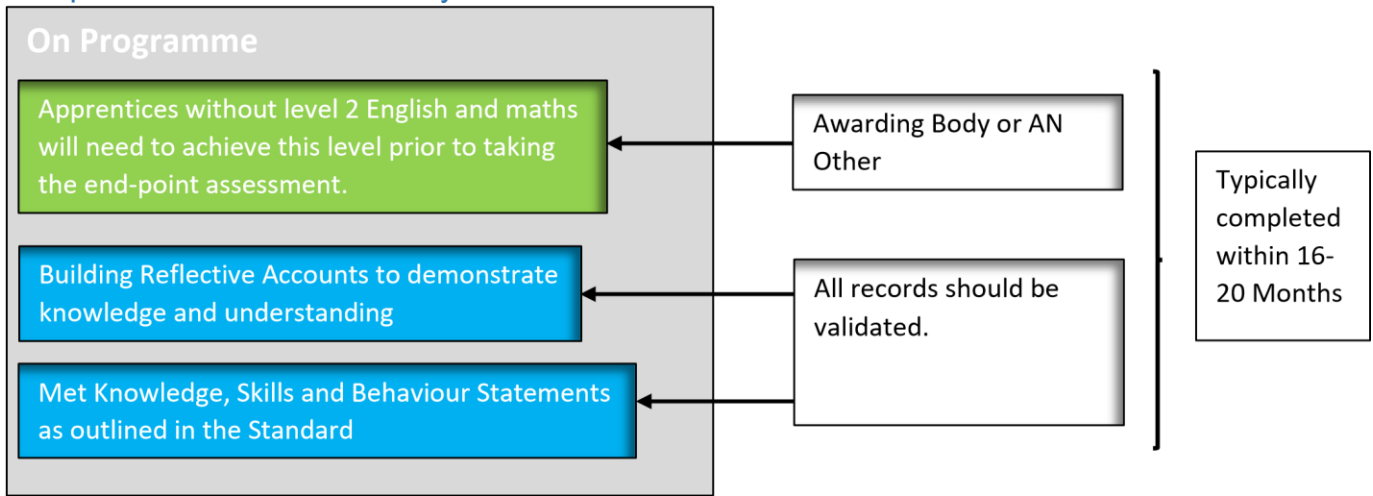 On Programme
Apprentices without level 2 English and maths
will need to achieve this level prior to taking
the end-point assessment.
Awarding Body or AN
Other
Building Reflective Accounts to demonstrate
knowledge and understanding
All records should be
validated.
Met Knowledge, Skills and Behaviour Statements
as outlined in the Standard
Typically
completed
within 16-
20 Months